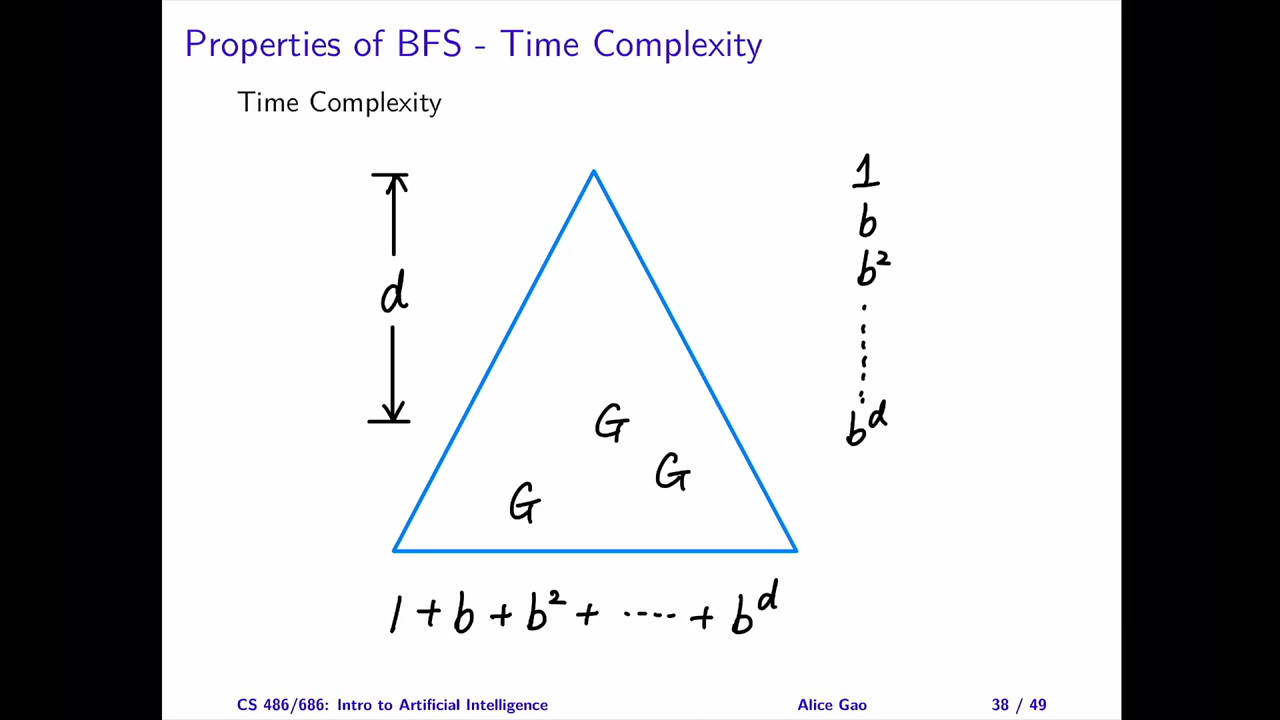 Properties of BFS - Time Complexity
Time Complexity
1
b
b²
d
b^d
G
G
G
1 + b + b² + ····· + b^d
CS 486/686: Intro to Artificial Intelligence
Alice Gao
38 / 49